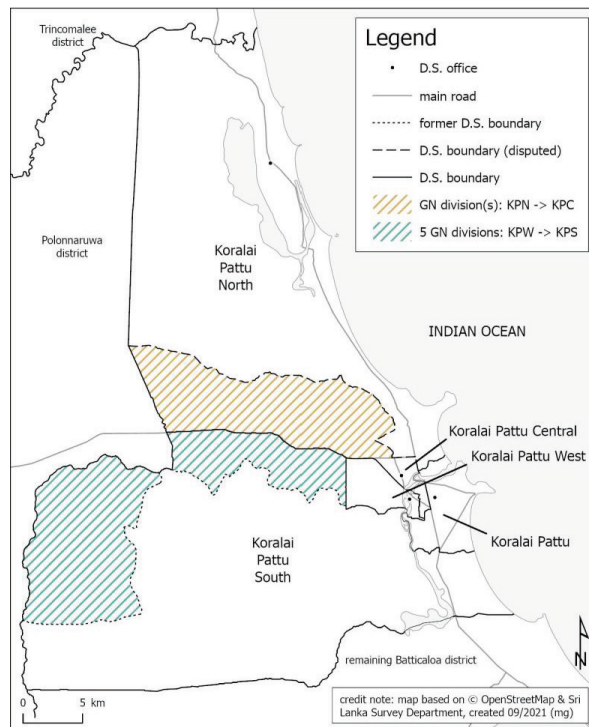 Trincomalee
district
Legend
D.S. office
main road
former D.S. boundary
D.S. boundary (disputed)
D.S. boundary
GN division(s): KPN -> KPC
5 GN divisions: KPW -> KPS
Polonnaruwa
district
Koralai
Pattu
North
INDIAN OCEAN
Koralai Pattu Central
Koralai Pattu West
Koralai Pattu
Koralai
Pattu
South
remaining Batticaloa district
N
0 5 km
credit note: map based on © OpenStreetMap & Sri
Lanka Survey Department, created 09/2021 (mg)